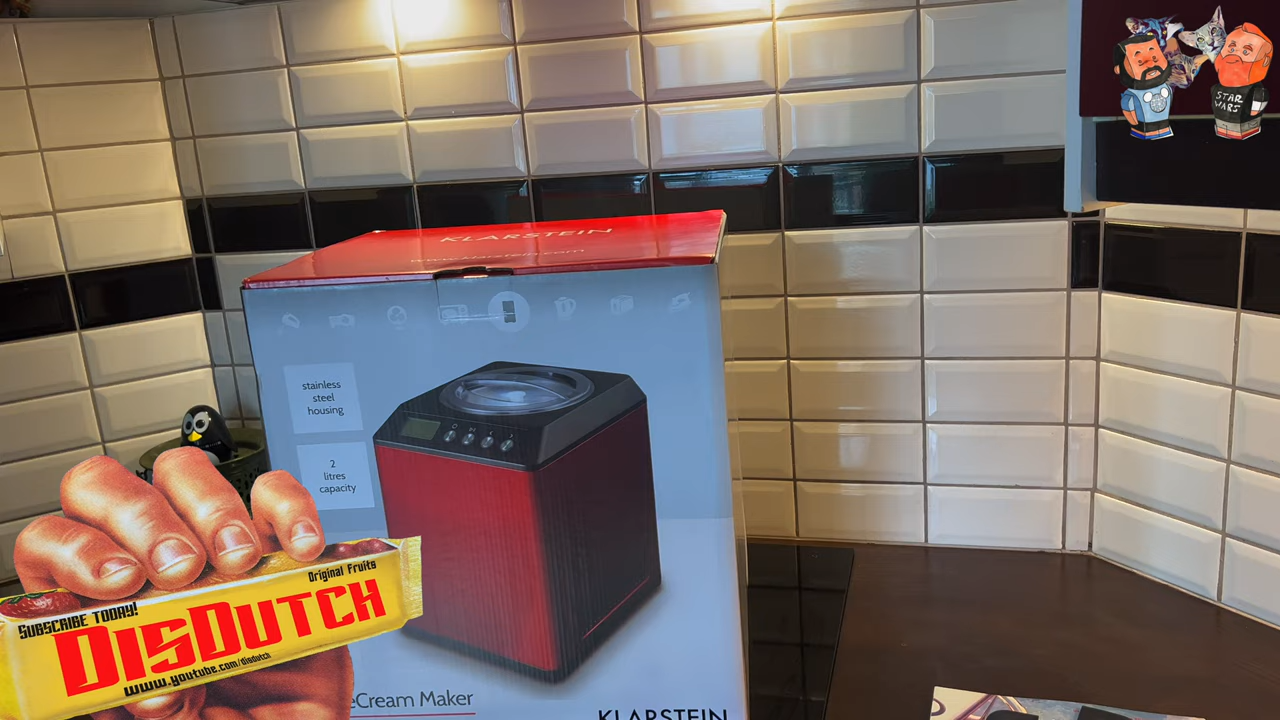 STAR
WARS
KLARSTEIN
www.klarstein.com
stainless
steel
housing
2
litres
capacity
Original Fruits
SUBSCRIBE TODAY!
DISDUTCH
www.youtube.com/disdutch
eCream Maker
KLARSTEIN